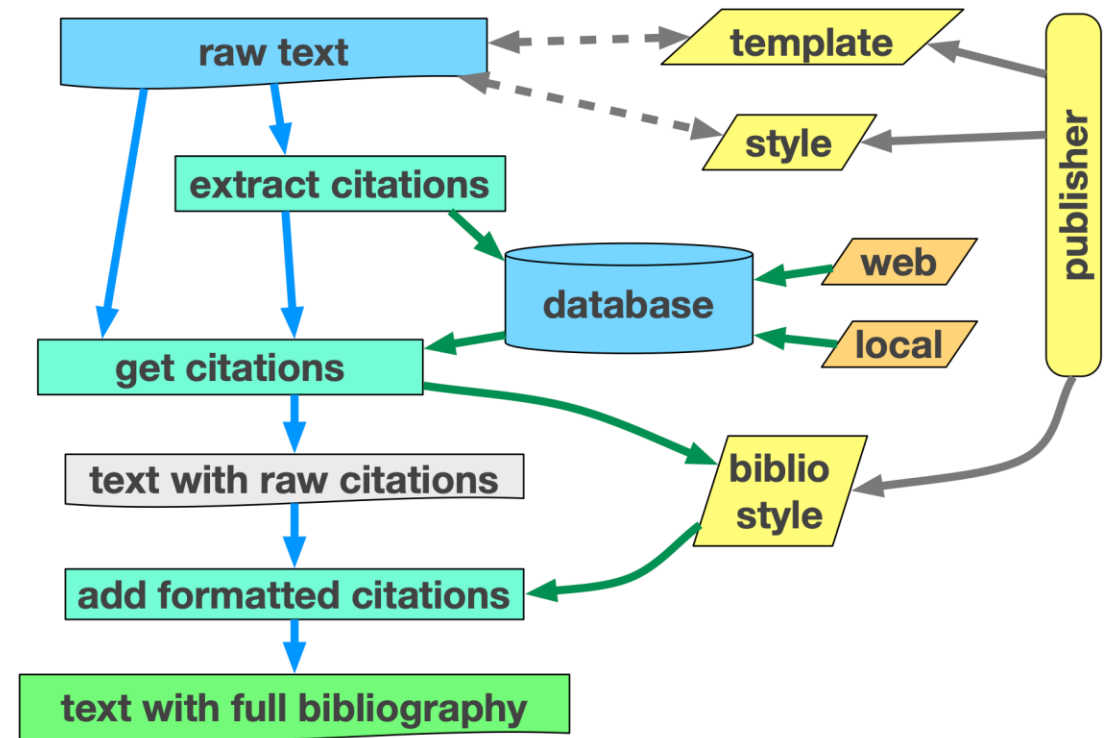 raw text
template
style
publisher
extract citations
web
database
local
get citations
biblio
style
text with raw citations
add formatted citations
text with full bibliography